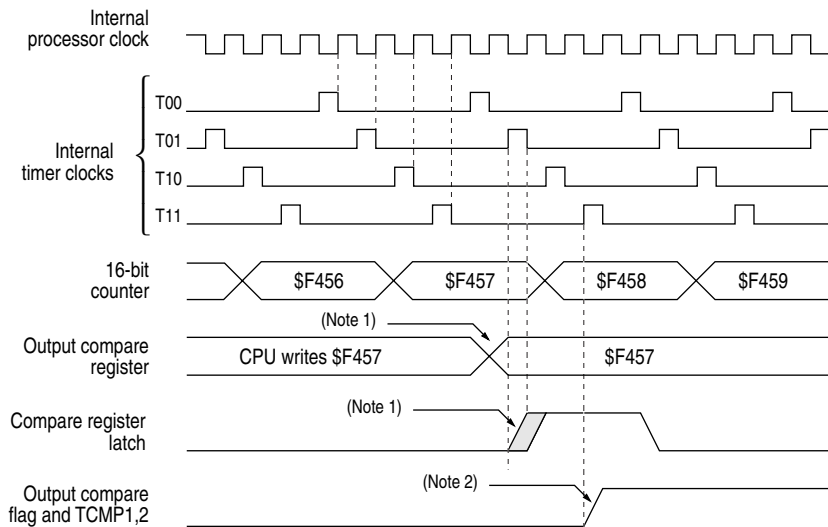 Internal
processor clock
T00
T01
Internal
timer clocks
T10
T11
16-bit
counter
$F456
$F457
$F458
$F459
(Note 1)
Output compare
register
CPU writes $F457
$F457
(Note 1)
Compare register
latch
(Note 2)
Output compare
flag and TCMP1,2